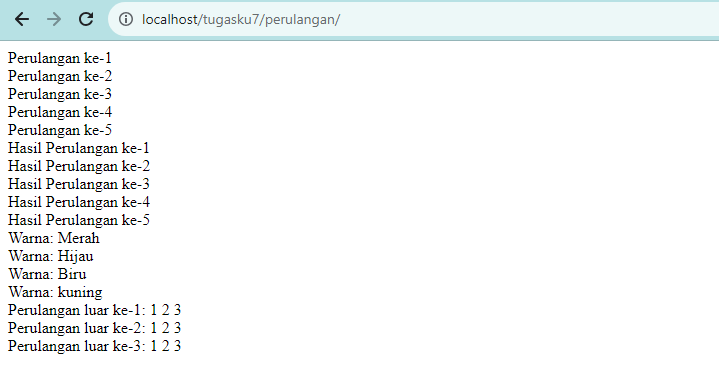 localhost/tugasku7/perulangan/
Perulangan ke-1
Perulangan ke-2
Perulangan ke-3
Perulangan ke-4
Perulangan ke-5
Hasil Perulangan ke-1
Hasil Perulangan ke-2
Hasil Perulangan ke-3
Hasil Perulangan ke-4
Hasil Perulangan ke-5
Warna: Merah
Warna: Hijau
Warna: Biru
Warna: kuning
Perulangan luar ke-1: 1 2 3
Perulangan luar ke-2: 1 2 3
Perulangan luar ke-3: 1 2 3